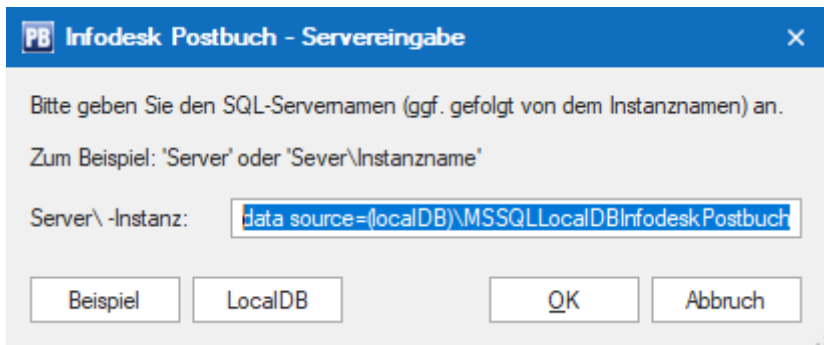 PB Infodesk Postbuch - Servereingabe
Bitte geben Sie den SQL-Servernamen (ggf. gefolgt von dem Instanznamen) an.
Zum Beispiel: 'Server' oder 'Sever\Instanzname'
Server\ -Instanz: data source=(localDB)\MSSQLLocalDBInfodeskPostbuch
Beispiel LocalDB OK Abbruch